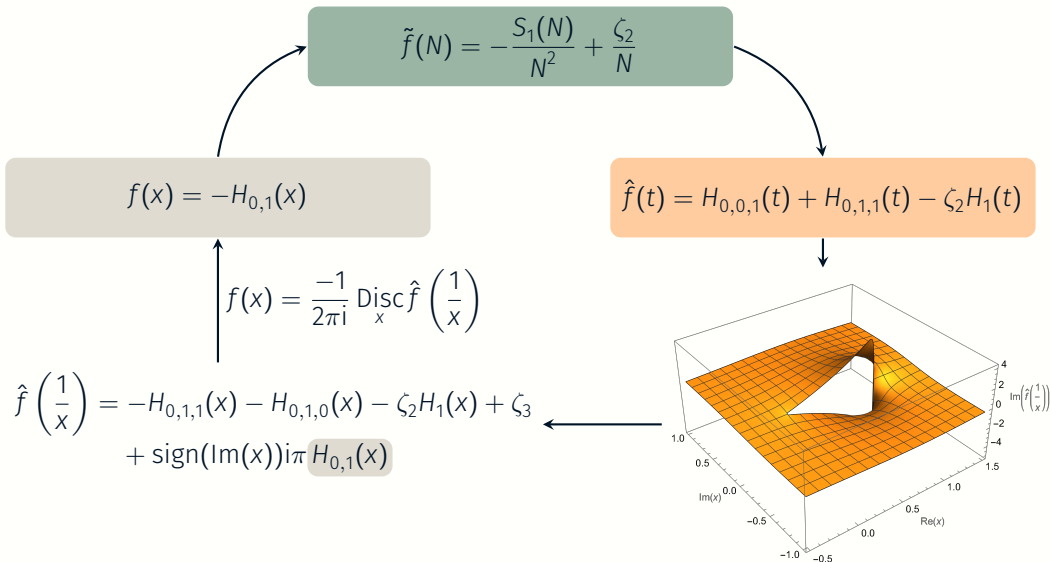 f̃(N) = −S₁(N)/N² + ζ₂/N
f(x) = −H₀,₁(x)
f̂(t) = H₀,₀,₁(t) + H₀,₁,₁(t) − ζ₂H₁(t)
f(x) = −1/2πi Discₓ f̂(1/x)
f̂(1/x) = −H₀,₁,₁(x) − H₀,₁,₀(x) − ζ₂H₁(x) + ζ₃
+ sign(Im(x))iπ H₀,₁(x)
4
2
0
−2
−4
Im(f̂(1/x))
1.0
0.5
Im(x)
0.0
−0.5
−1.0
−0.5
0.0
0.5
Re(x)
1.0
1.5